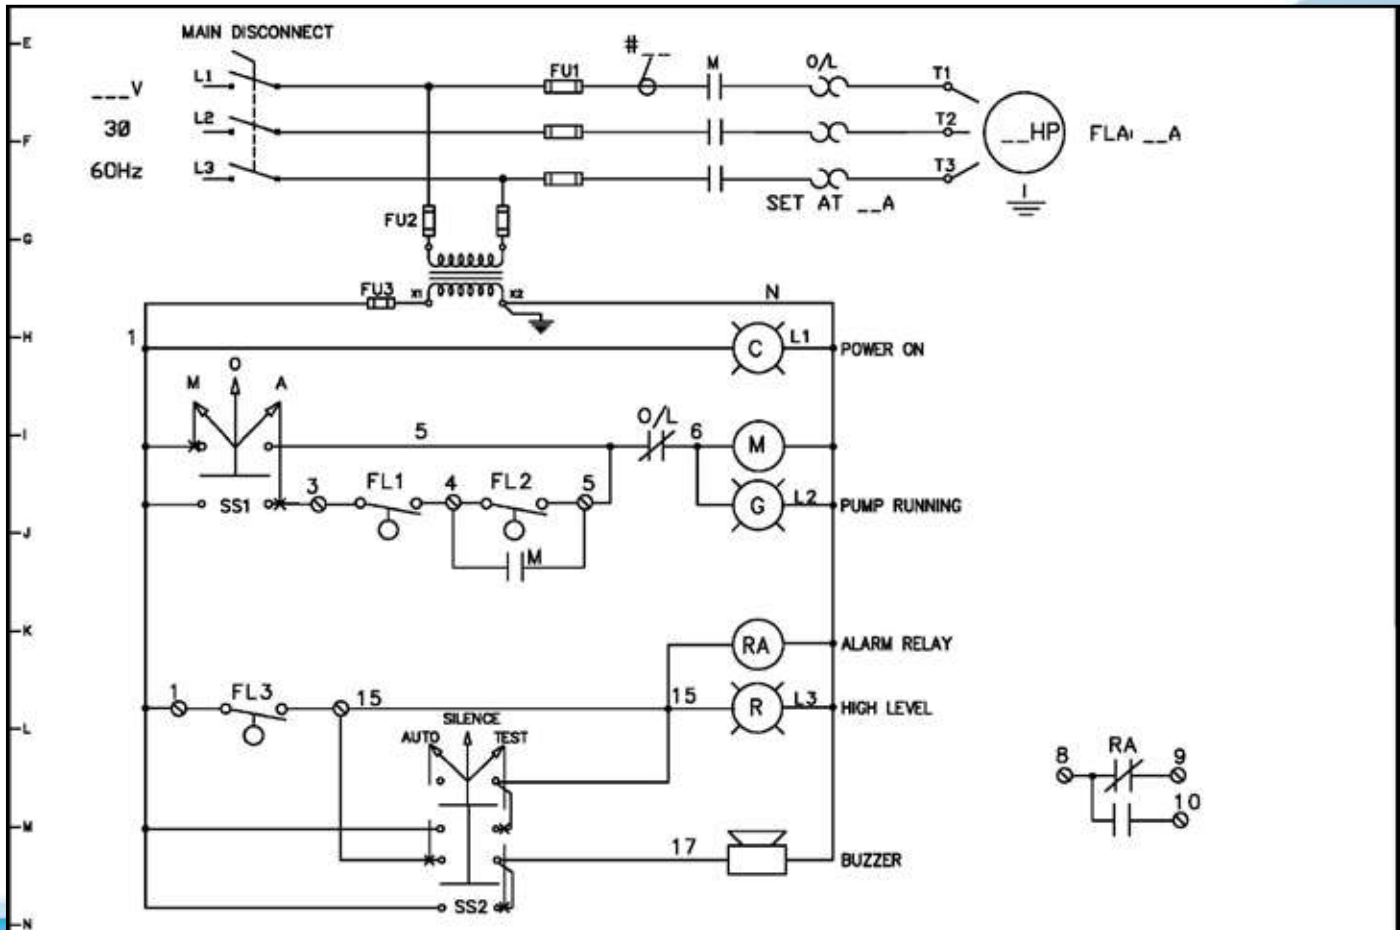 E
MAIN DISCONNECT
#__
L1
FU1
M
O/L
T1
___V
L2
T2
30
__HP
FLA: __A
F
60Hz
L3
T3
SET AT __A
FU2
G
FU3
X1
X2
N
H
1
C
L1
POWER ON
M
O
A
O/L
I
5
6
M
SS1
3
FL1
4
FL2
5
G
L2
PUMP RUNNING
J
M
K
RA
ALARM RELAY
1
FL3
15
15
R
L3
HIGH LEVEL
L
SILENCE
AUTO
TEST
8
RA
9
10
M
17
BUZZER
SS2
N